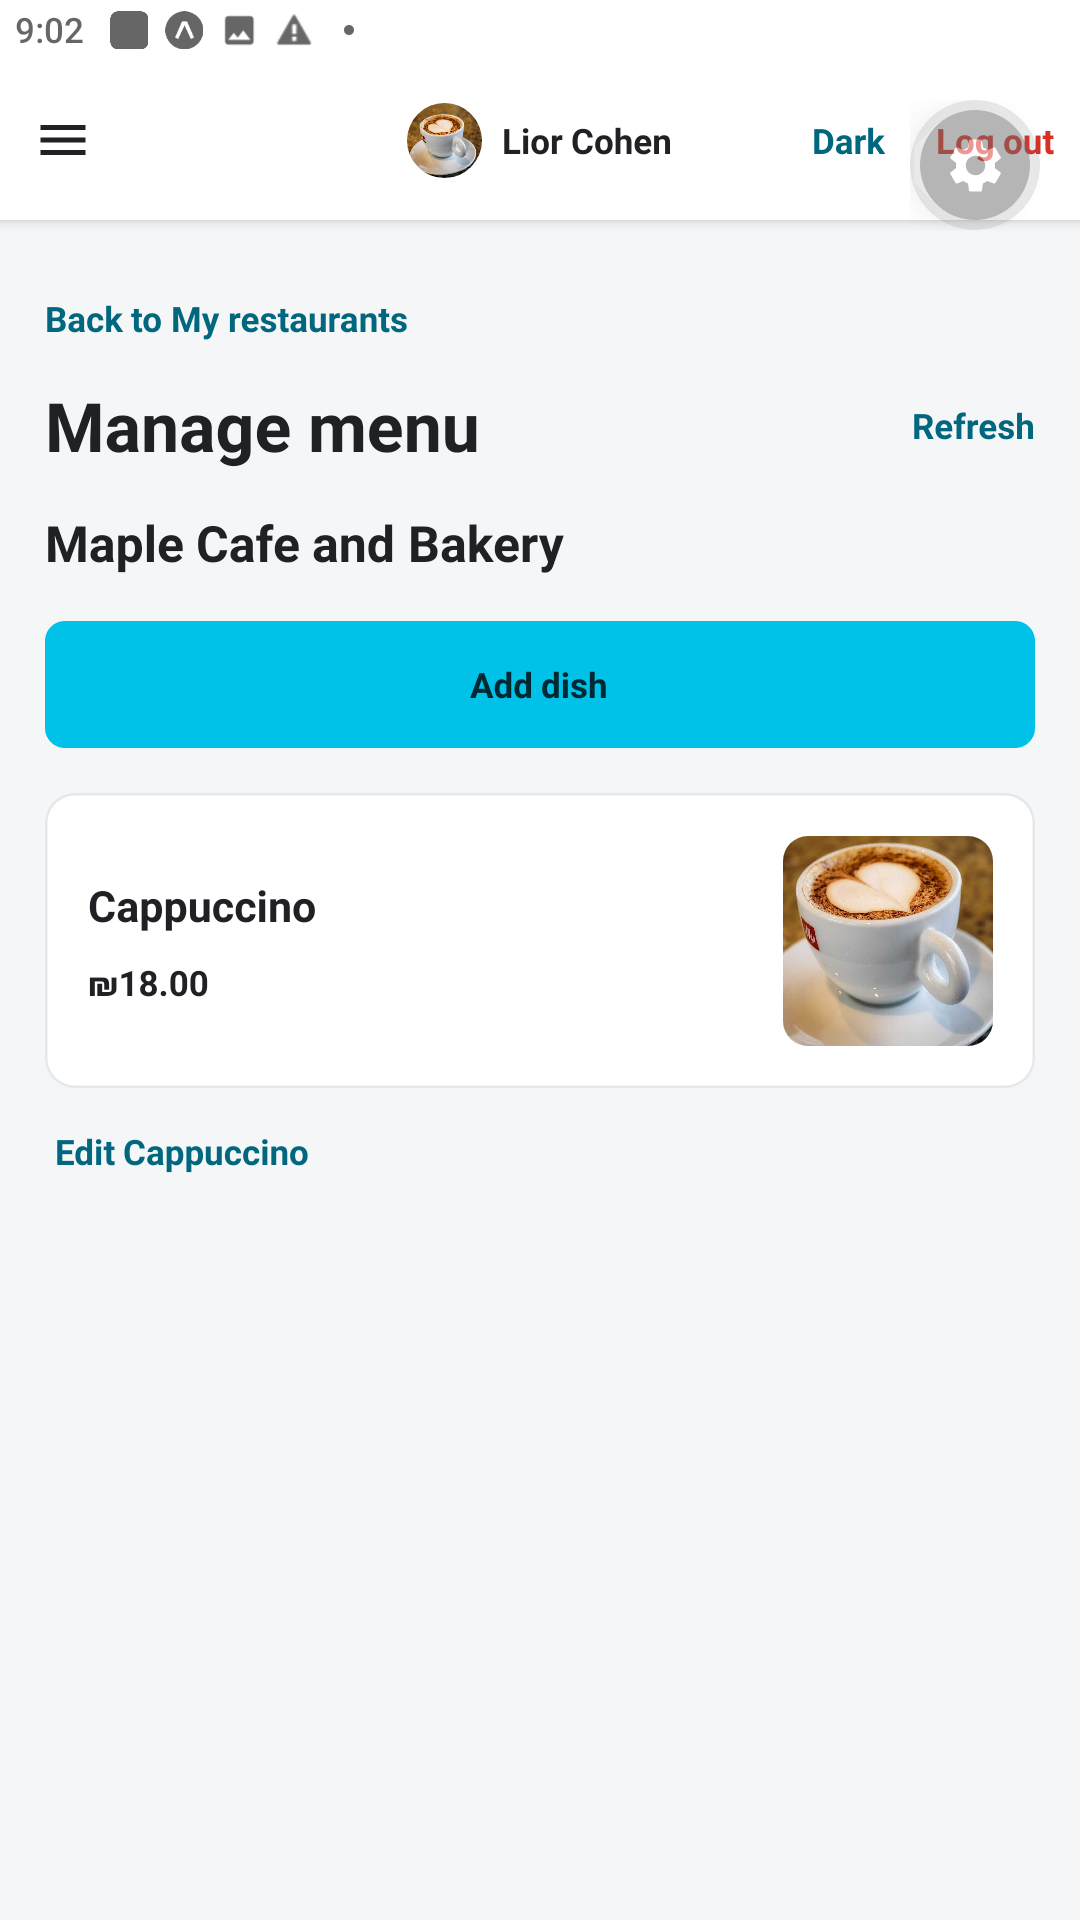 9:02
Lior Cohen
Dark
Log out
Back to My restaurants
Manage menu
Refresh
Maple Cafe and Bakery
Add dish
Cappuccino
₪18.00
Edit Cappuccino